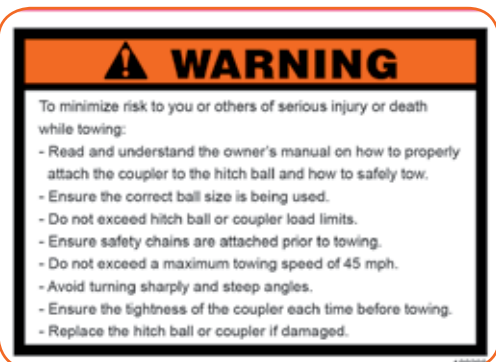 WARNING
To minimize risk to you or others of serious injury or death
while towing:
- Read and understand the owner's manual on how to properly
attach the coupler to the hitch ball and how to safely tow.
- Ensure the correct ball size is being used.
- Do not exceed hitch ball or coupler load limits.
- Ensure safety chains are attached prior to towing.
- Do not exceed a maximum towing speed of 45 mph.
- Avoid turning sharply and steep angles.
- Ensure the tightness of the coupler each time before towing.
- Replace the hitch ball or coupler if damaged.